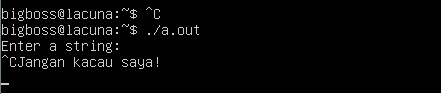 bigboss@lacuna:~$ ^C
bigboss@lacuna:~$ ./a.out
Enter a string:
^CJangan kacau saya!